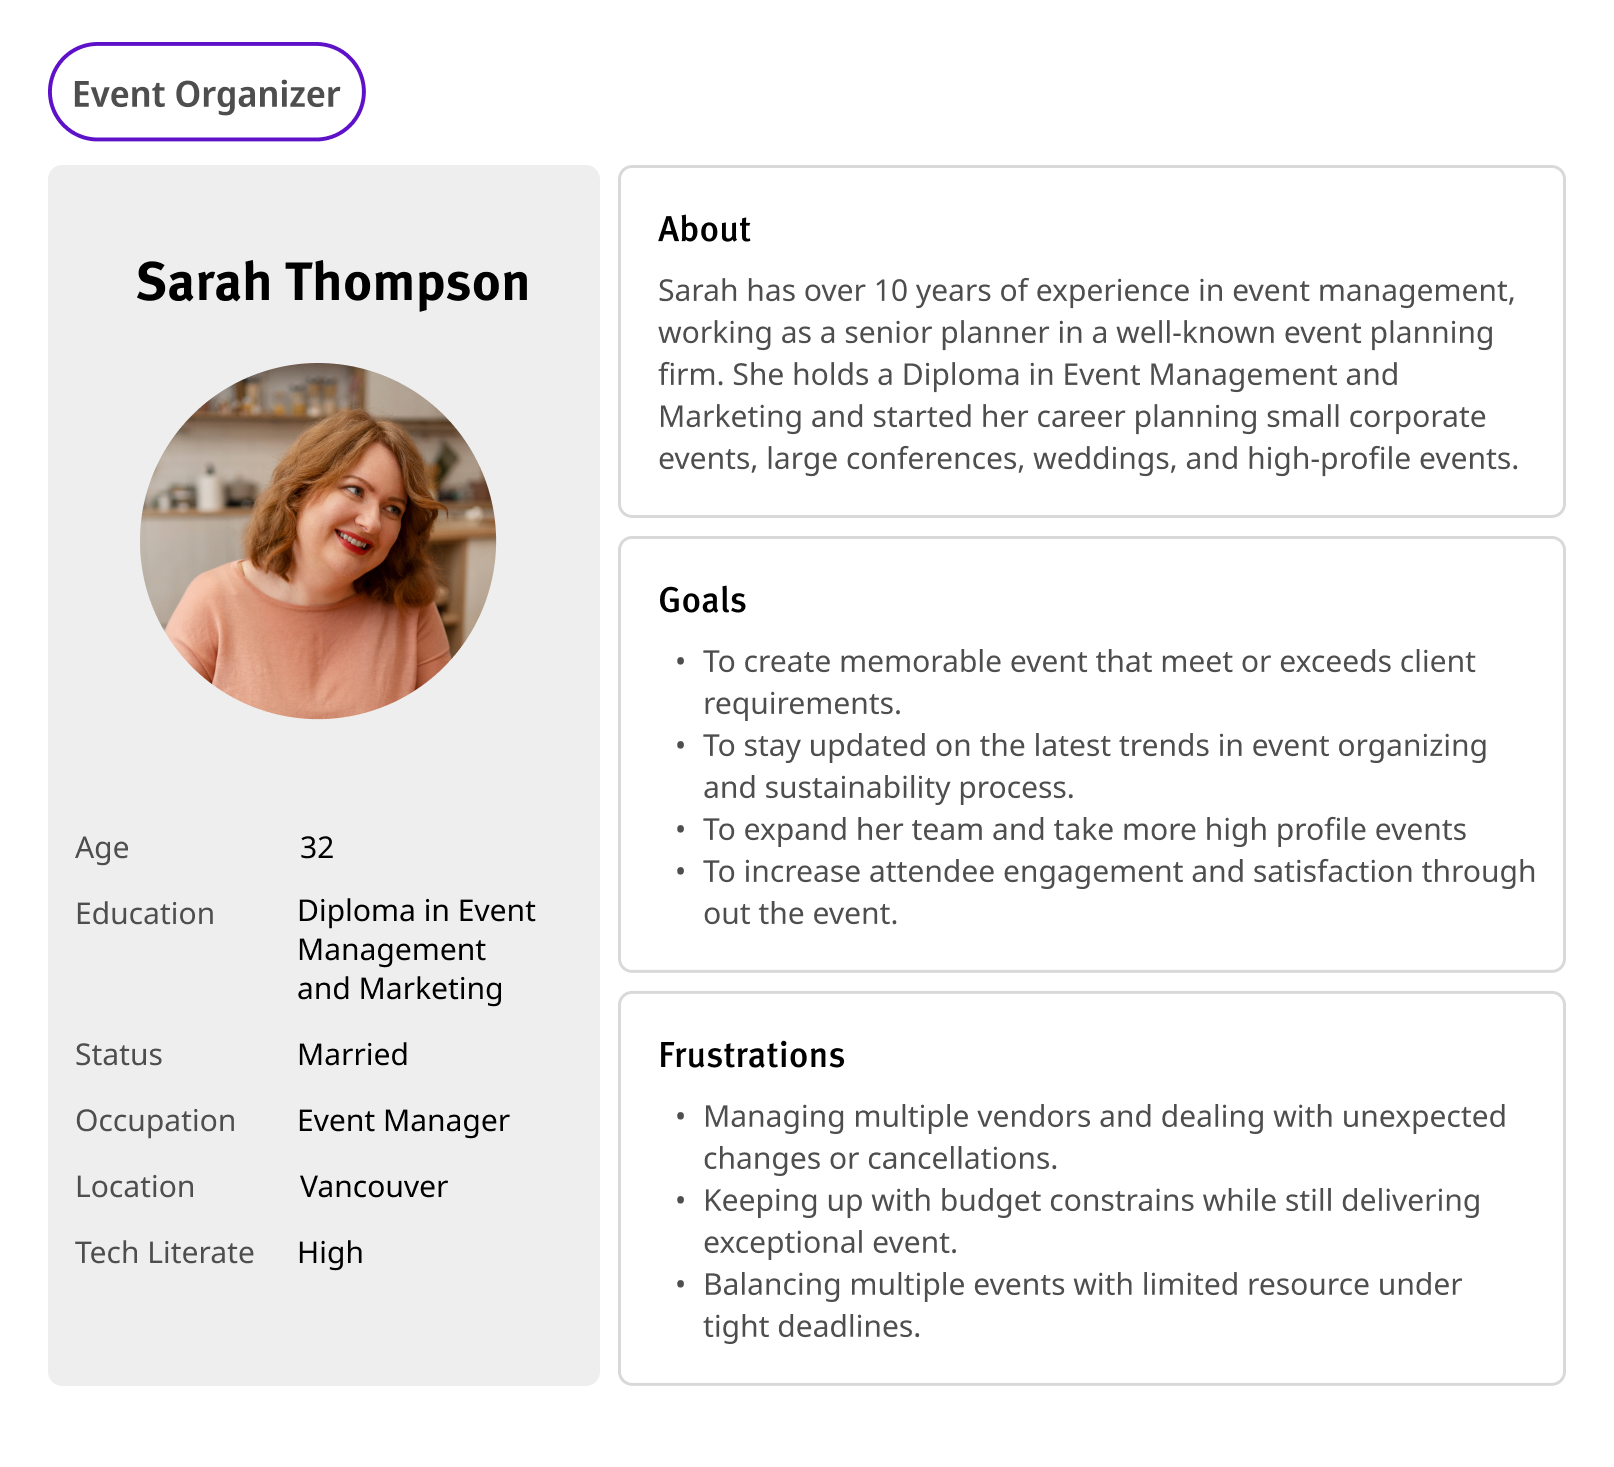 Event Organizer
Sarah Thompson
Age 32
Education Diploma in Event
Management
and Marketing
Status Married
Occupation Event Manager
Location Vancouver
Tech Literate High
About
Sarah has over 10 years of experience in event management,
working as a senior planner in a well-known event planning
firm. She holds a Diploma in Event Management and
Marketing and started her career planning small corporate
events, large conferences, weddings, and high-profile events.
Goals
• To create memorable event that meet or exceeds client
requirements.
• To stay updated on the latest trends in event organizing
and sustainability process.
• To expand her team and take more high profile events
• To increase attendee engagement and satisfaction through
out the event.
Frustrations
• Managing multiple vendors and dealing with unexpected
changes or cancellations.
• Keeping up with budget constrains while still delivering
exceptional event.
• Balancing multiple events with limited resource under
tight deadlines.